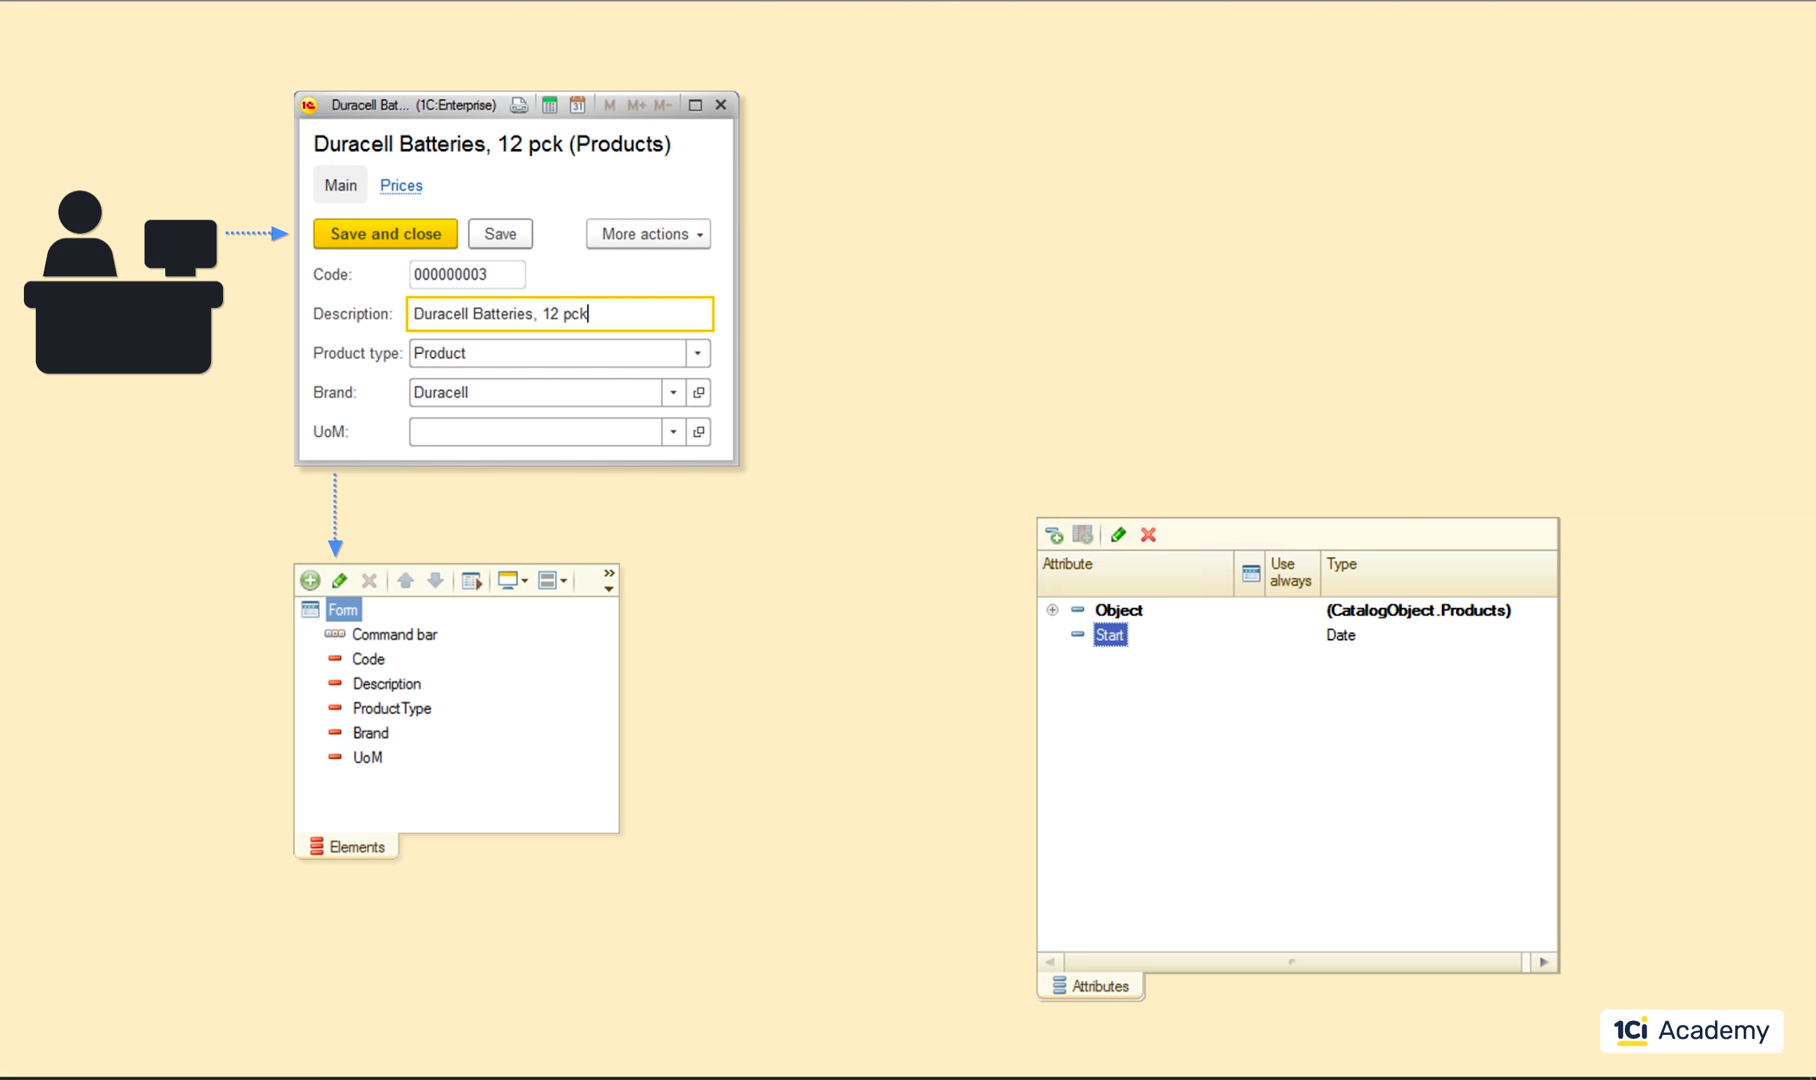 Duracell Bat... (1C:Enterprise)
31
M M+ M-
Duracell Batteries, 12 pck (Products)
Main Prices
Save and close Save More actions
Code: 000000003
Description: Duracell Batteries, 12 pck
Product type: Product
Brand: Duracell
UoM:
Form
Command bar
Code
Description
ProductType
Brand
UoM
Elements
Attribute Use always Type
Object (CatalogObject.Products)
Start Date
Attributes
1Ci Academy